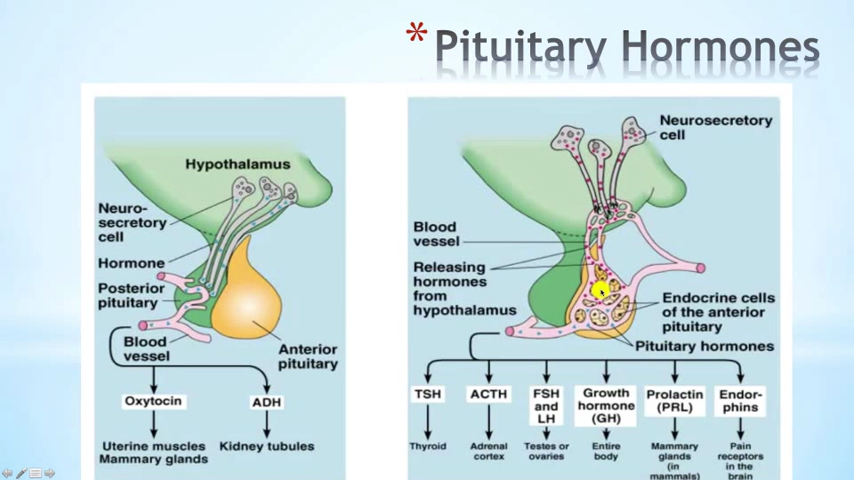 * Pituitary Hormones
Hypothalamus
Neuro-
secretory
cell
Hormone
Posterior
pituitary
Blood
vessel
Anterior
pituitary
Oxytocin
ADH
Uterine muscles
Mammary glands
Kidney tubules
Neurosecretory
cell
Blood
vessel
Releasing
hormones
from
hypothalamus
Endocrine cells
of the anterior
pituitary
Pituitary hormones
TSH
ACTH
FSH
and
LH
Growth
hormone
(GH)
Prolactin
(PRL)
Endor-
phins
Thyroid
Adrenal
cortex
Testes or
ovaries
Entire
body
Mammary
glands
(in
mammals)
Pain
receptors
in the
brain